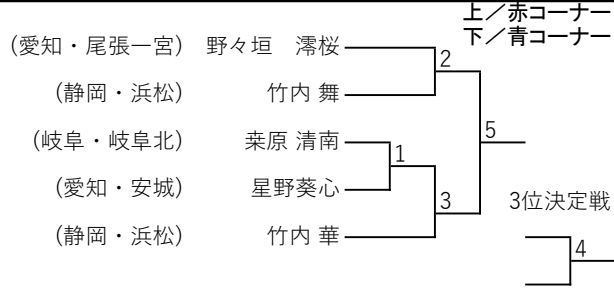 上／赤コーナー
下／青コーナー
(愛知・尾張一宮) 野々垣　澪桜
2
(静岡・浜松) 竹内 舞
5
(岐阜・岐阜北) 桒原 清南
1
(愛知・安城) 星野葵心
3
3位決定戦
(静岡・浜松) 竹内 華
4